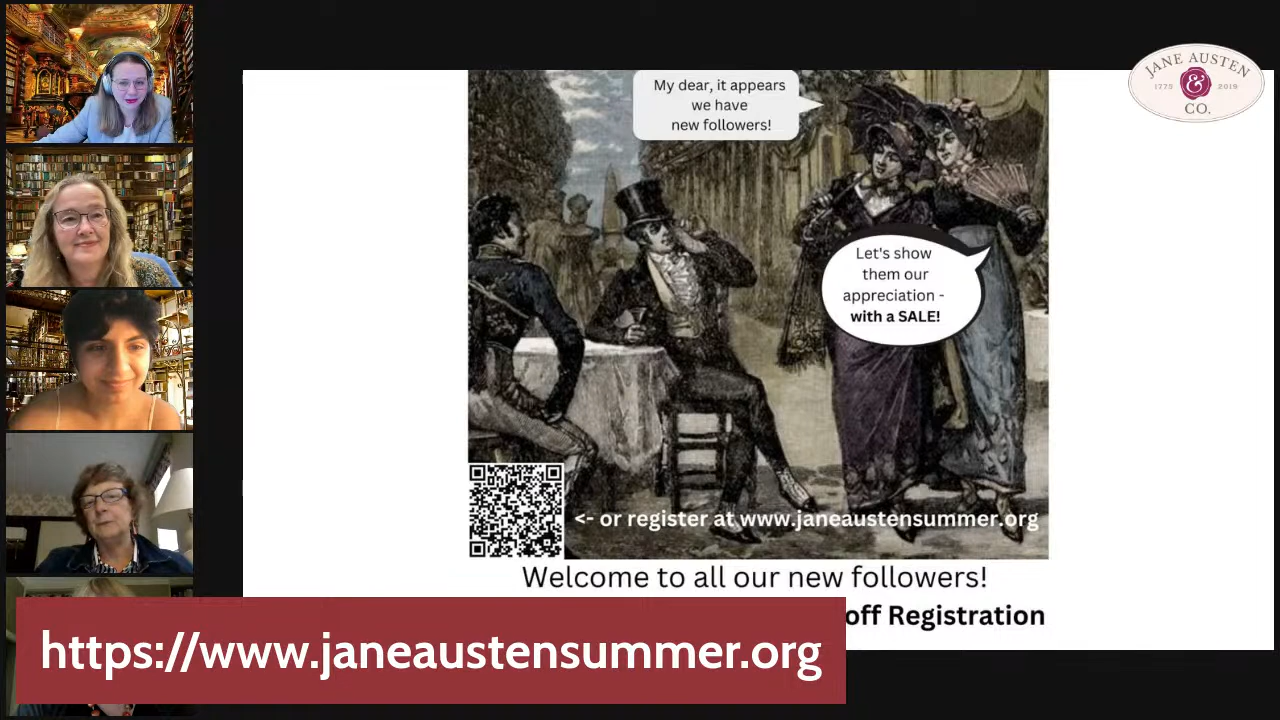 My dear, it appears
we have
new followers!
JANE AUSTEN
1775 & 2019
CO.
Let's show
them our
appreciation -
with a SALE!
<- or register at www.janeaustensummer.org
Welcome to all our new followers!
off Registration
https://www.janeaustensummer.org